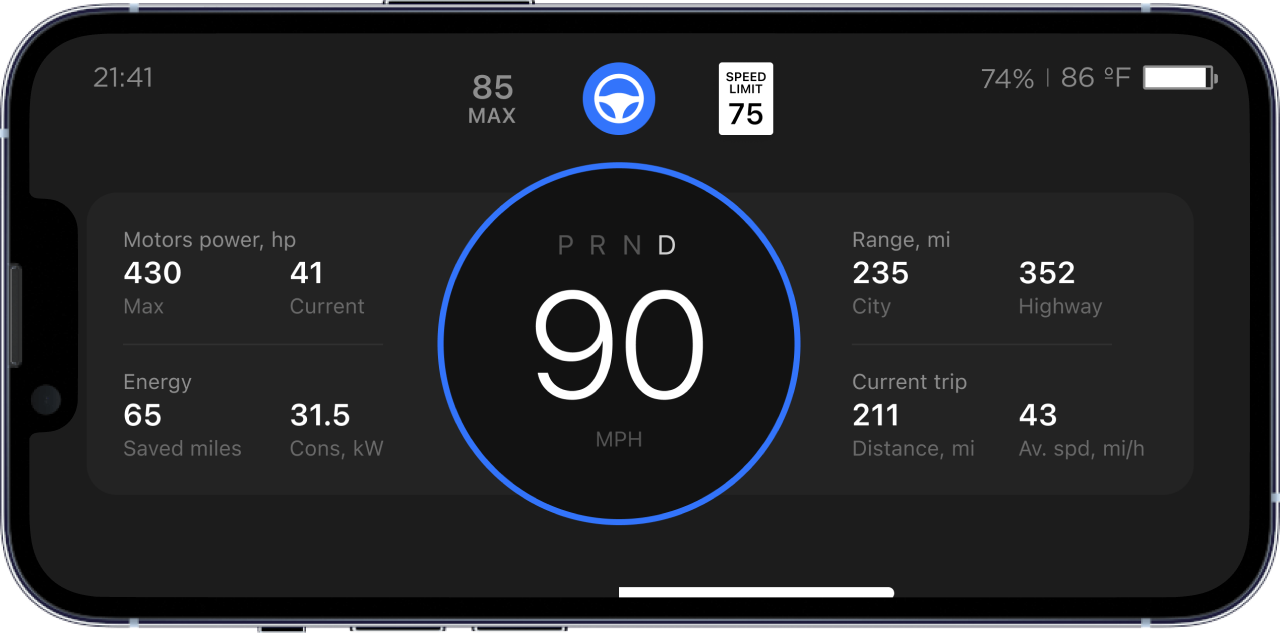 21:41
85
MAX
SPEED
LIMIT
75
74% | 86 ºF
Motors power, hp
430 41
Max Current
Energy
65 31.5
Saved miles Cons, kW
P R N D
90
MPH
Range, mi
235 352
City Highway
Current trip
211 43
Distance, mi Av. spd, mi/h